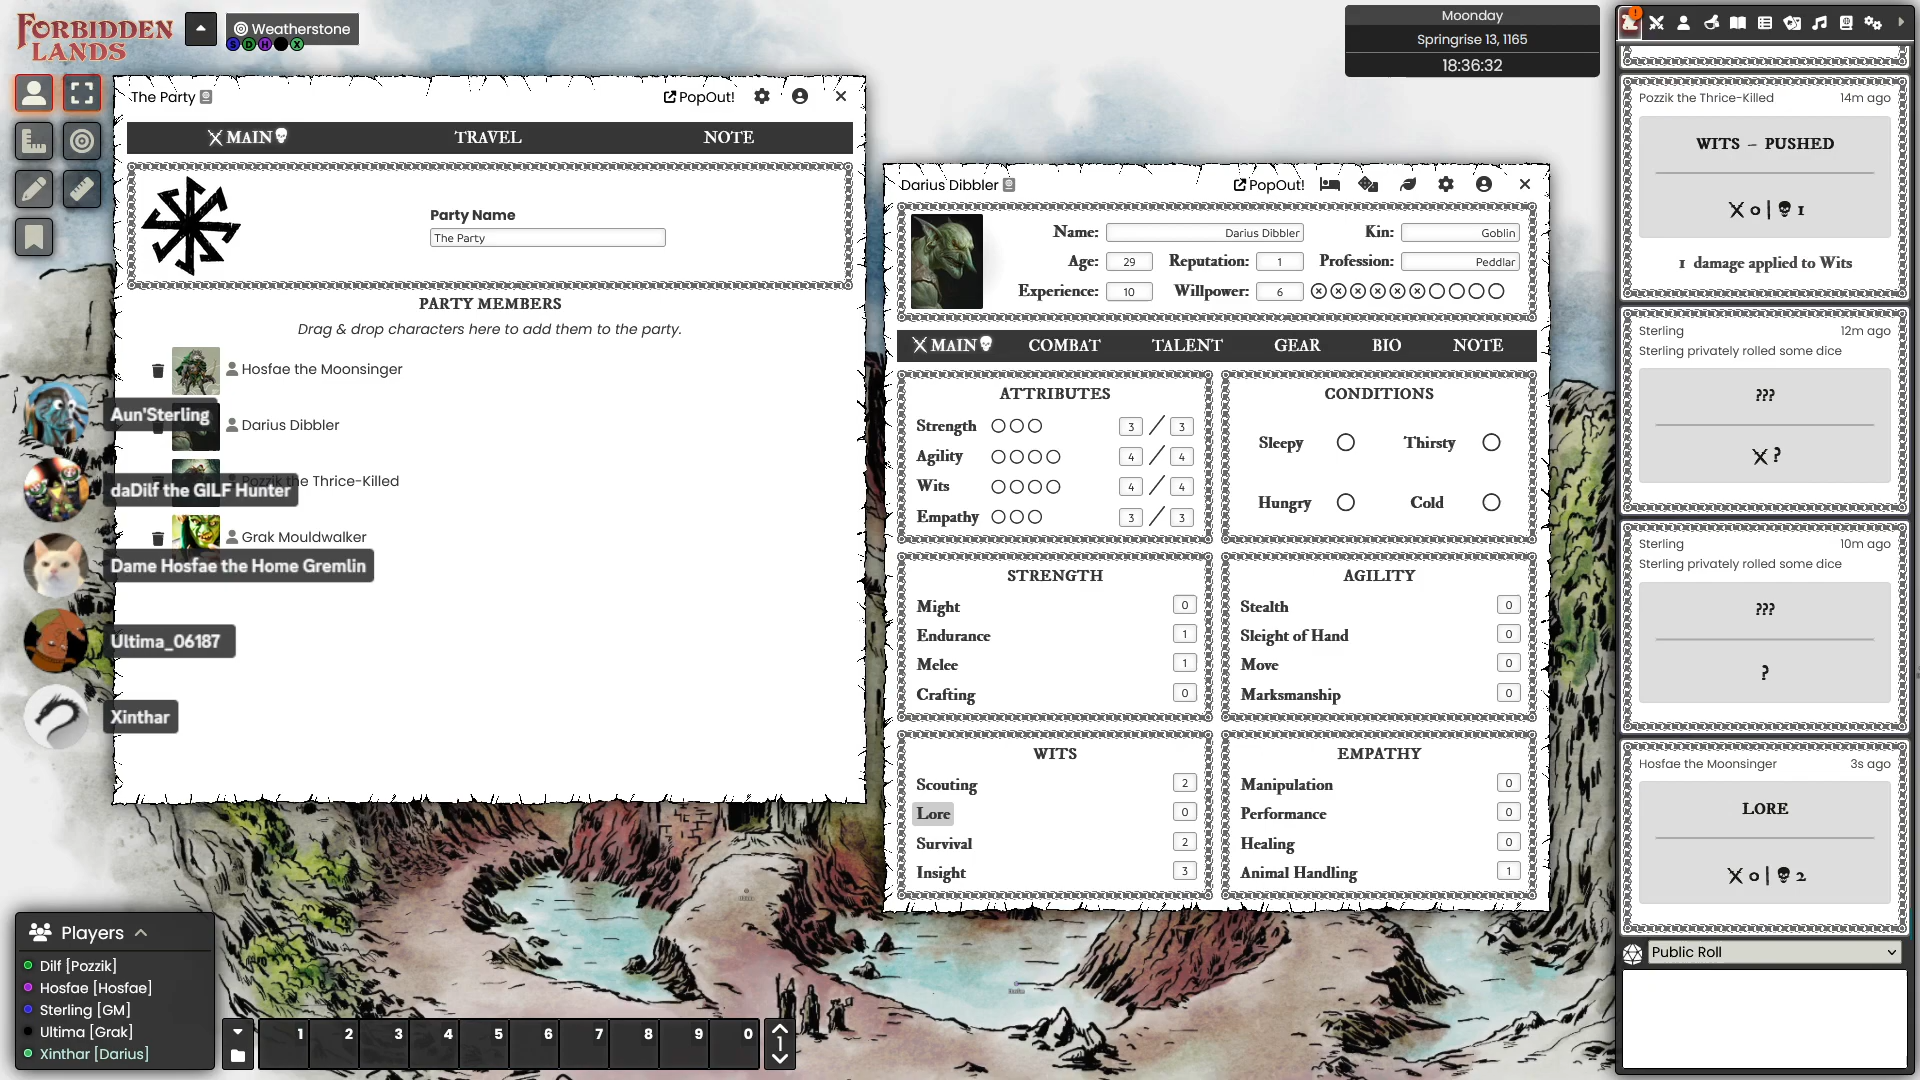 FORBIDDEN
LANDS
Weatherstone
S D H X
Moonday
Springrise 13, 1165
18:36:32
The Party
PopOut!
MAIN
TRAVEL
NOTE
Party Name
The Party
PARTY MEMBERS
Drag & drop characters here to add them to the party.
Hosfae the Moonsinger
Darius Dibbler
Pozzik the Thrice-Killed
Grak Mouldwalker
Aun'Sterling
daDilf the GILF Hunter
Dame Hosfae the Home Gremlin
Ultima_06187
Xinthar
Players
Dilf [Pozzik]
Hosfae [Hosfae]
Sterling [GM]
Ultima [Grak]
Xinthar [Darius]
1 2 3 4 5 6 7 8 9 0
1
Darius Dibbler
PopOut!
Name: Darius Dibbler Kin: Goblin
Age: 29 Reputation: 1 Profession: Peddlar
Experience: 10 Willpower: 6
MAIN COMBAT TALENT GEAR BIO NOTE
ATTRIBUTES
Strength 3 / 3
Agility 4 / 4
Wits 4 / 4
Empathy 3 / 3
CONDITIONS
Sleepy Thirsty
Hungry Cold
STRENGTH
Might 0
Endurance 1
Melee 1
Crafting 0
AGILITY
Stealth 0
Sleight of Hand 0
Move 0
Marksmanship 0
WITS
Scouting 2
Lore 0
Survival 2
Insight 3
EMPATHY
Manipulation 0
Performance 0
Healing 0
Animal Handling 1
Pozzik the Thrice-Killed 14m ago
WITS – PUSHED
0 | 1
1 damage applied to Wits
Sterling 12m ago
Sterling privately rolled some dice
???
?
Sterling 10m ago
Sterling privately rolled some dice
???
?
Hosfae the Moonsinger 3s ago
LORE
0 | 2
Public Roll